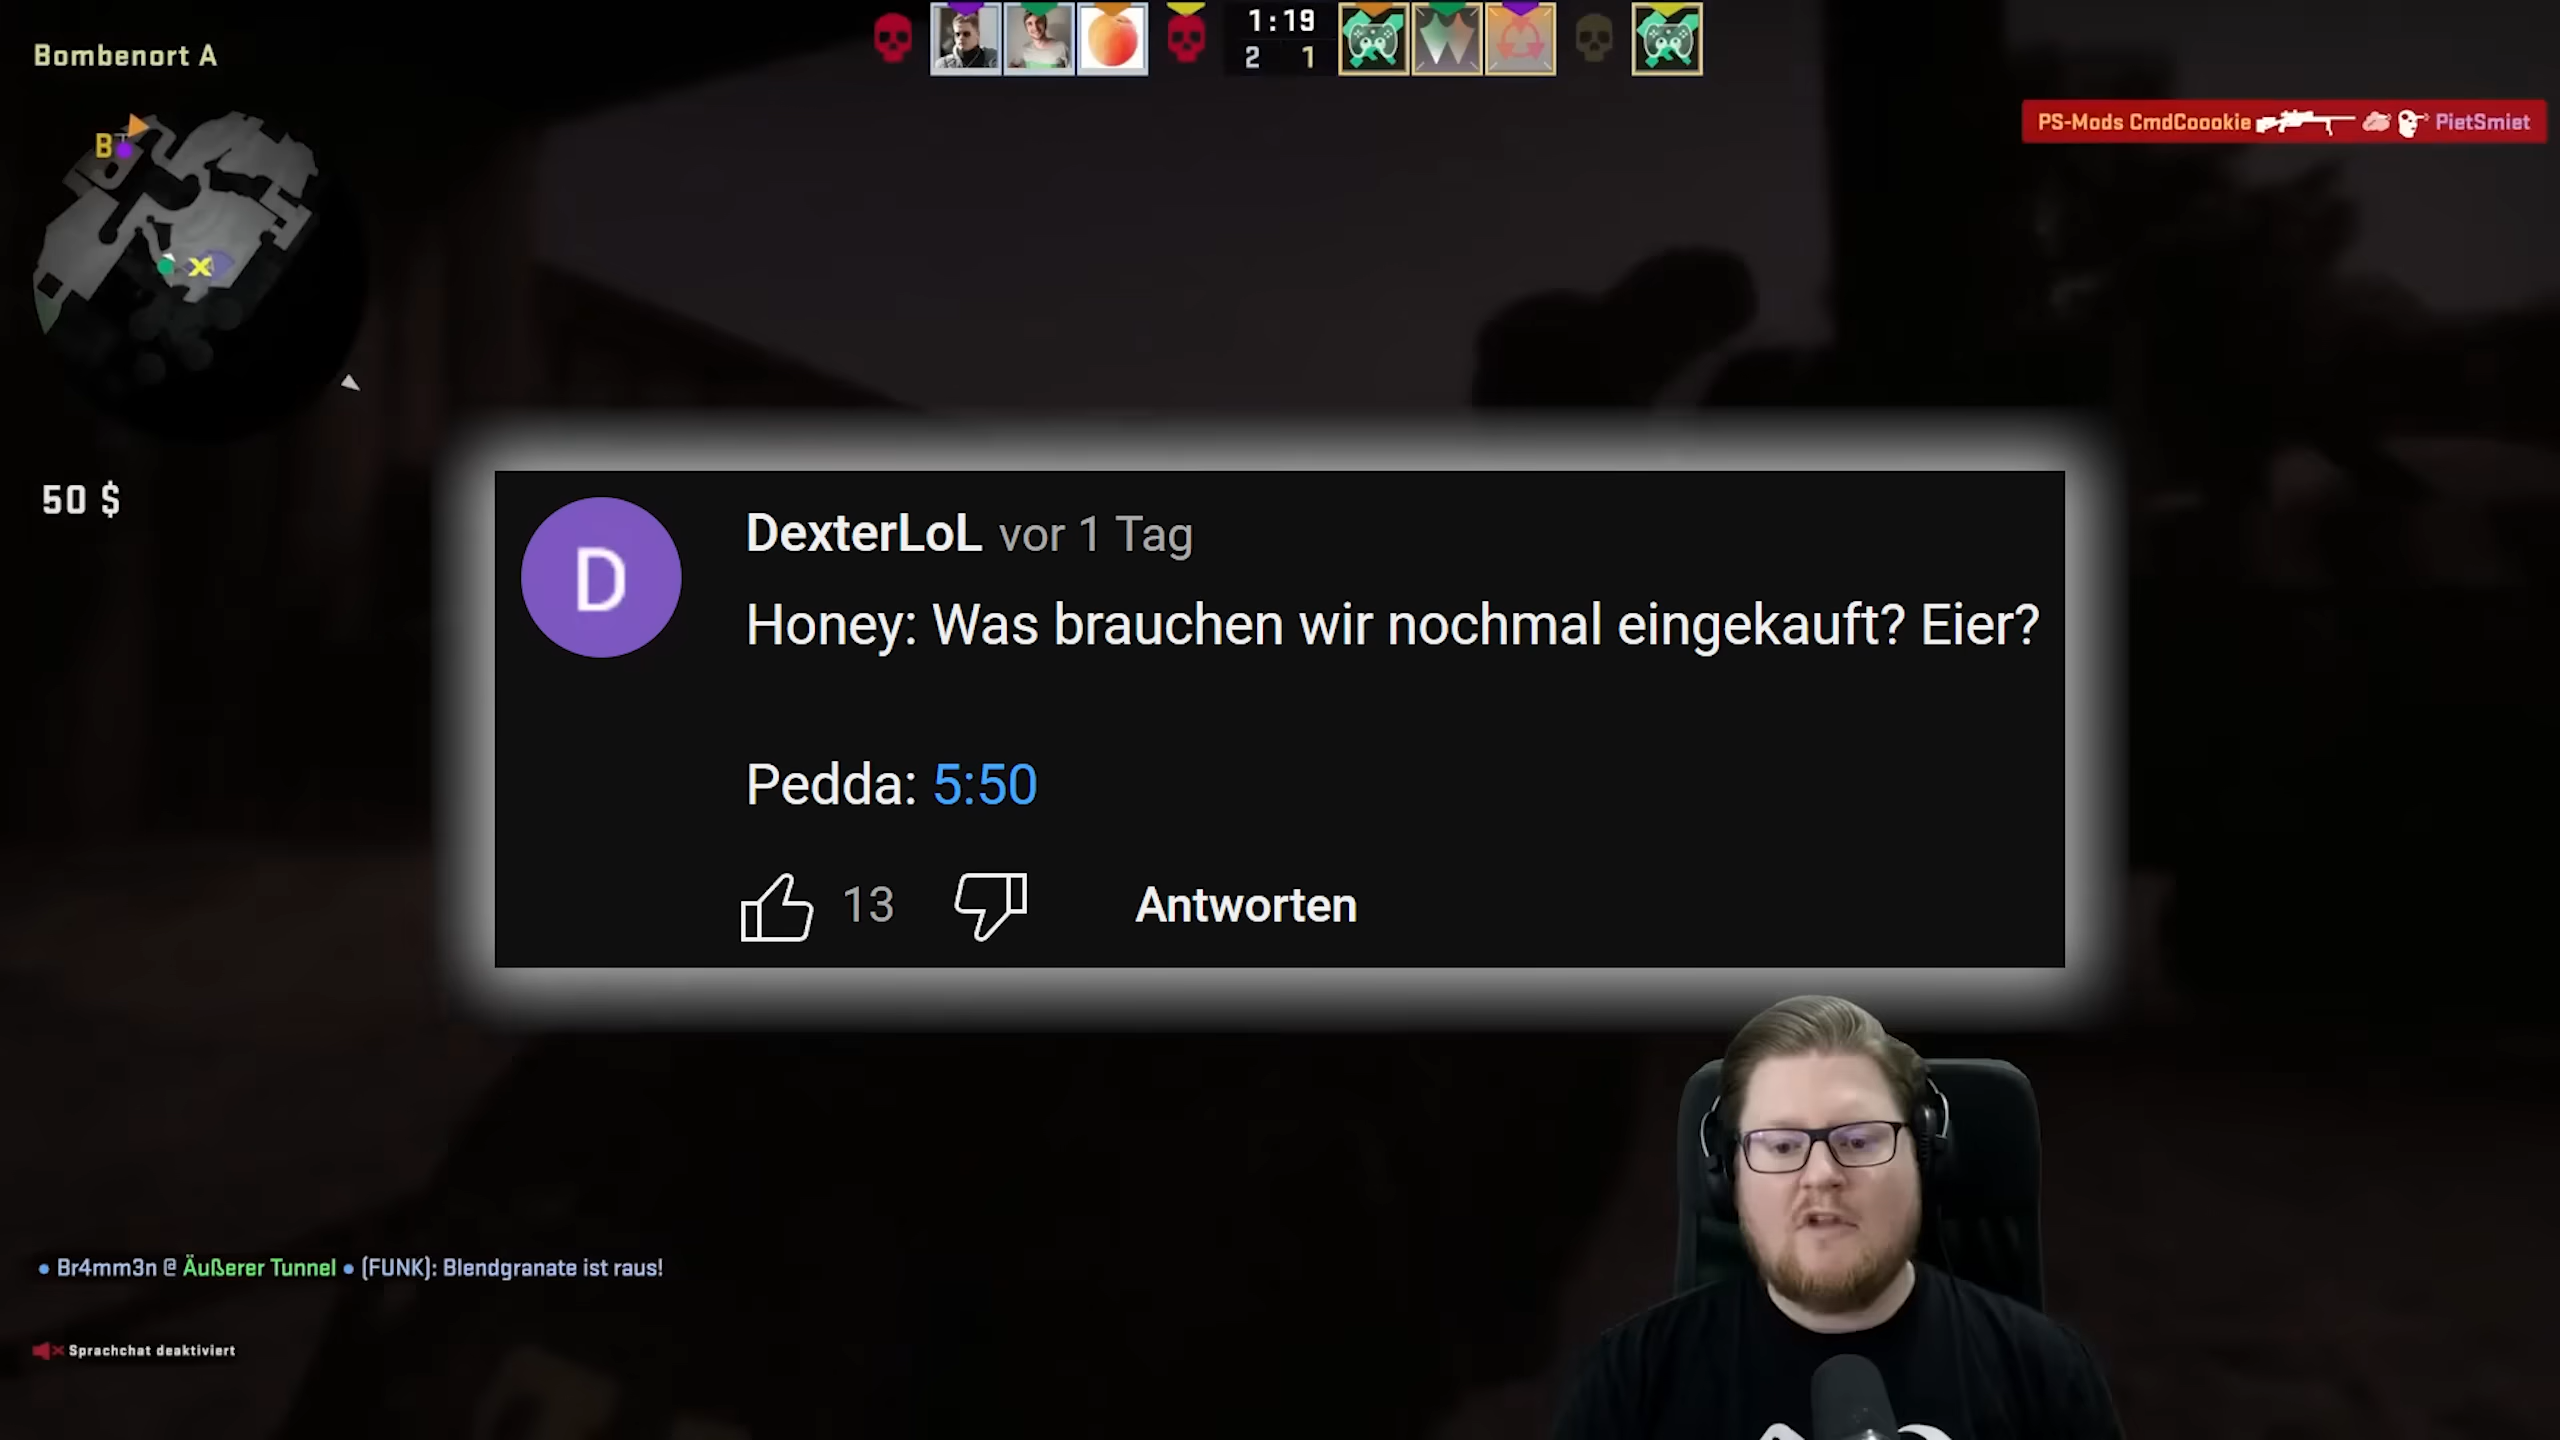 Bombenort A
1:19
2 1
B
PS-Mods CmdCoookie PietSmiet
50 $
D
DexterLoL vor 1 Tag
Honey: Was brauchen wir nochmal eingekauft? Eier?
Pedda: 5:50
13 Antworten
• Br4mm3n @ Äußerer Tunnel • (FUNK): Blendgranate ist raus!
Sprachchat deaktiviert